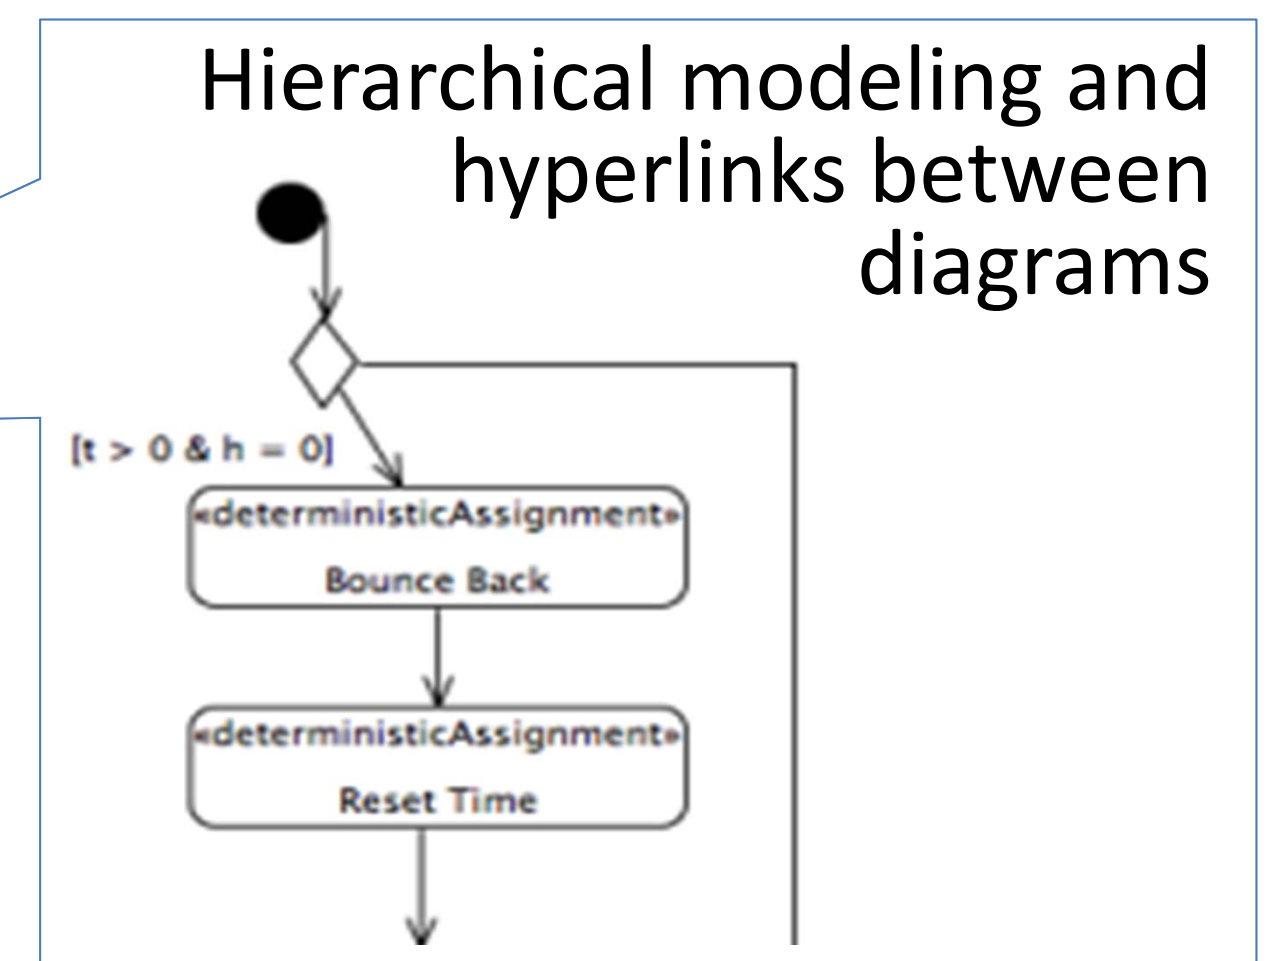 Hierarchical modeling and
hyperlinks between
diagrams
[t > 0 & h = 0]
«deterministicAssignment»
Bounce Back
«deterministicAssignment»
Reset Time